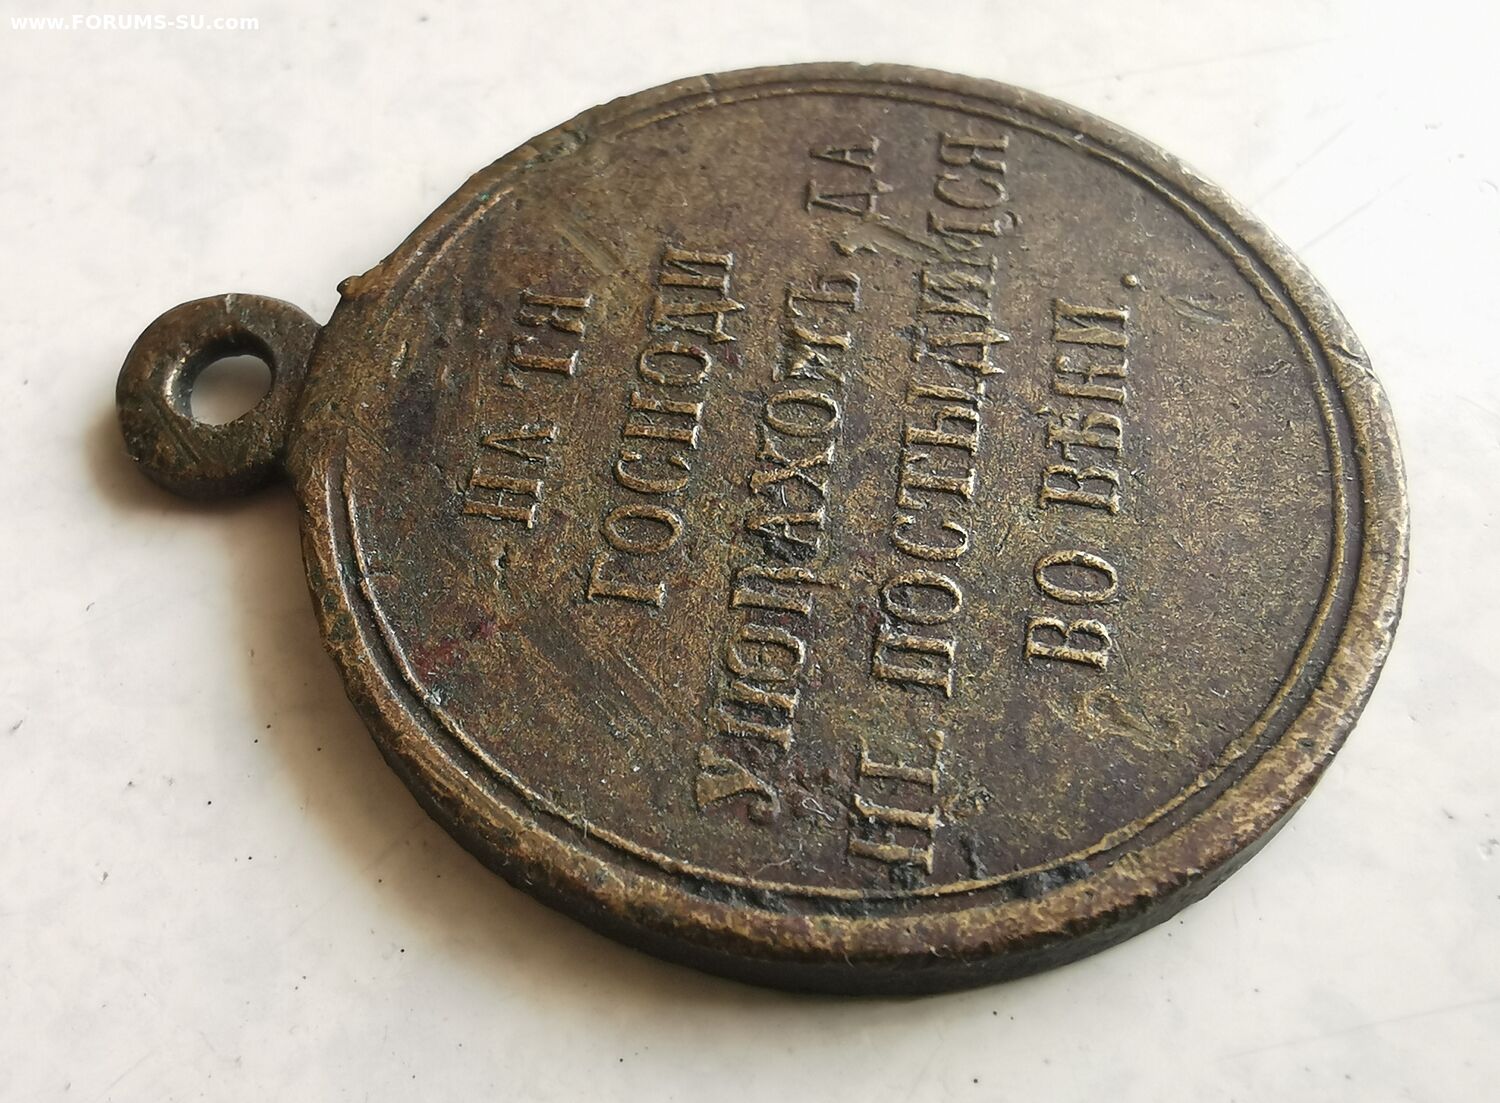 www.FORUMS-SU.com
НА ТЯ
ГОСПОДИ
УПОВАХОМЪ, ДА
НЕ ПОСТЫДИМСЯ
ВО ВѢКИ.